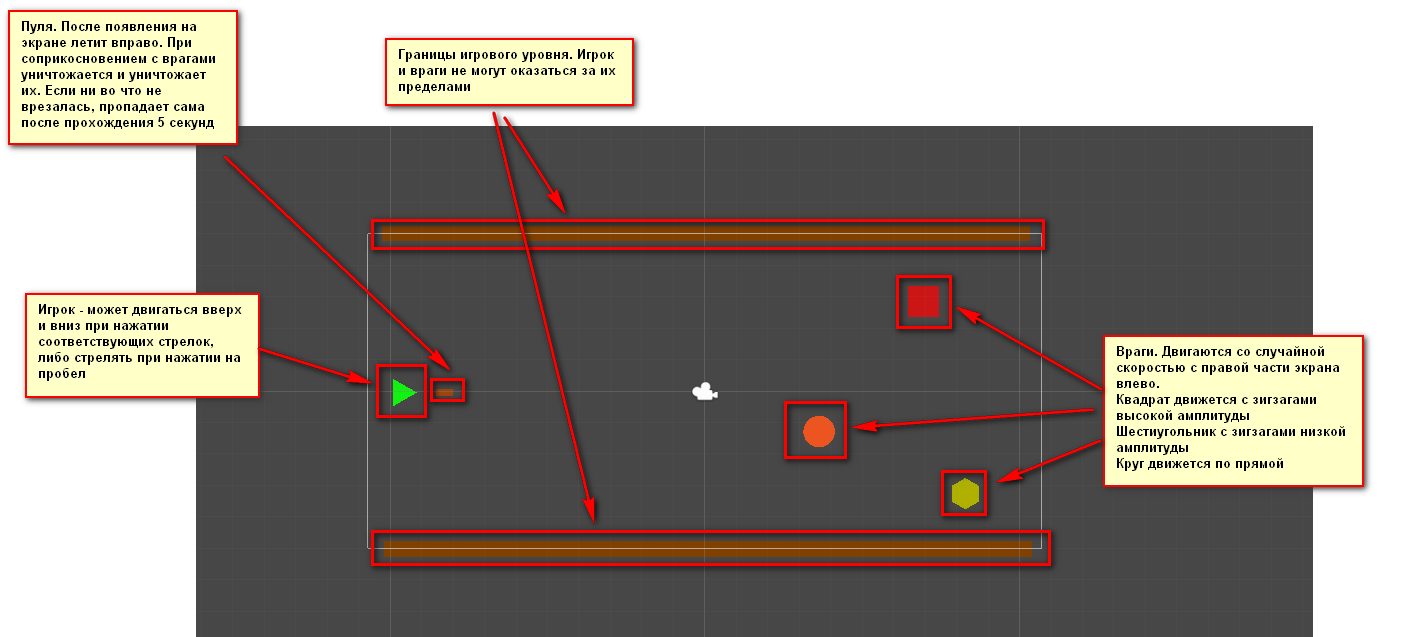 Пуля. После появления на
экране летит вправо. При
соприкосновением с врагами
уничтожается и уничтожает
их. Если ни во что не
врезалась, пропадает сама
после прохождения 5 секунд
Границы игрового уровня. Игрок
и враги не могут оказаться за их
пределами
Игрок - может двигаться вверх
и вниз при нажатии
соответствующих стрелок,
либо стрелять при нажатии на
пробел
Враги. Двигаются со случайной
скоростью с правой части экрана
влево.
Квадрат движется с зигзагами
высокой амплитуды
Шестиугольник с зигзагами низкой
амплитуды
Круг движется по прямой